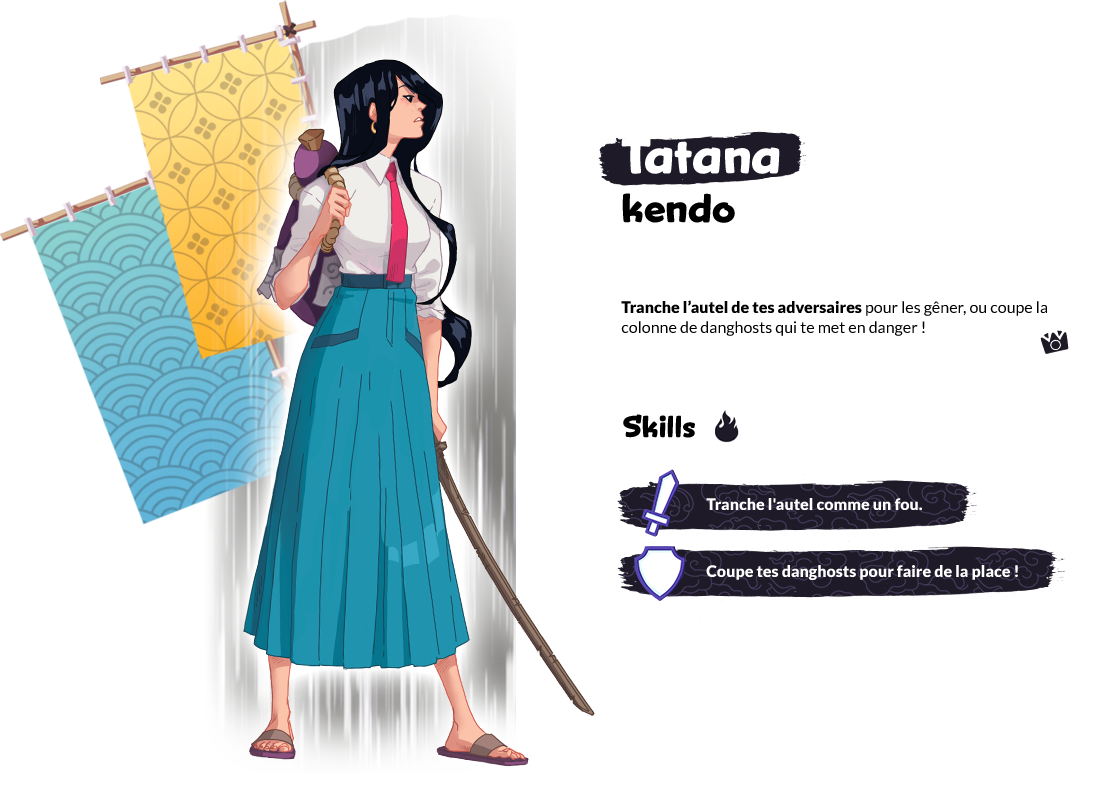 Tatana
kendo
Tranche l’autel de tes adversaires pour les gêner, ou coupe la
colonne de danghosts qui te met en danger !
Skills
Tranche l'autel comme un fou.
Coupe tes danghosts pour faire de la place !